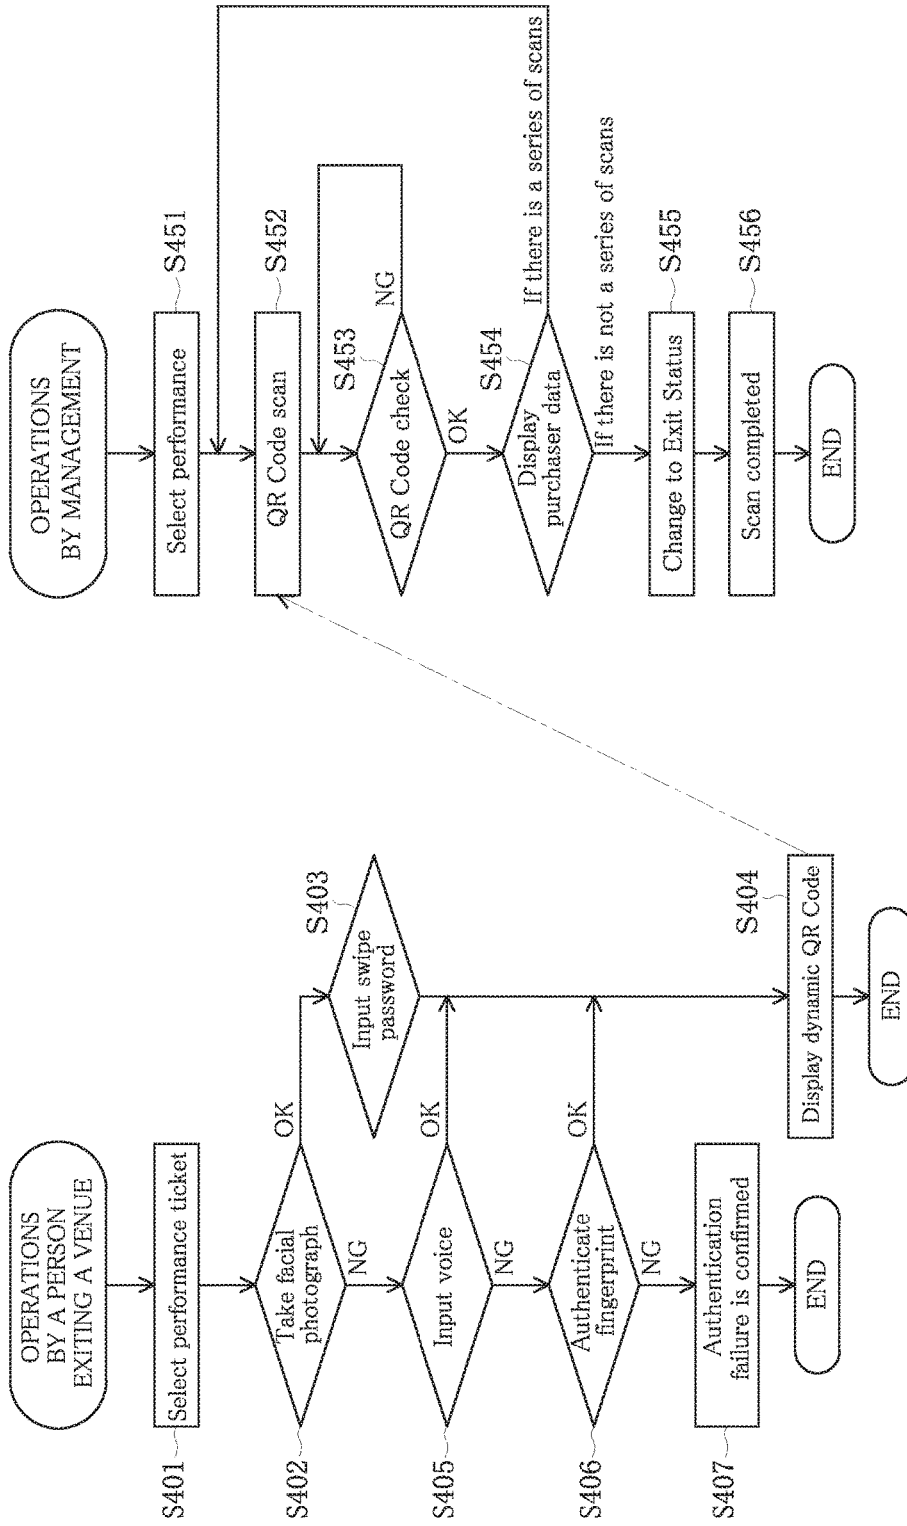 OPERATIONS
BY A PERSON
EXITING A VENUE
S401
Select performance ticket
S402
Take facial
photograph
OK
NG
S403
Input swipe
password
S405
Input voice
OK
NG
S406
Authenticate
fingerprint
OK
NG
S407
Authentication
failure is confirmed
END
S404
Display dynamic QR Code
END
OPERATIONS
BY MANAGEMENT
Select performance
S451
QR Code scan
S452
S453
QR Code check
NG
OK
S454
Display
purchaser data
If there is a series of scans
If there is not a series of scans
Change to Exit Status
S455
Scan completed
S456
END